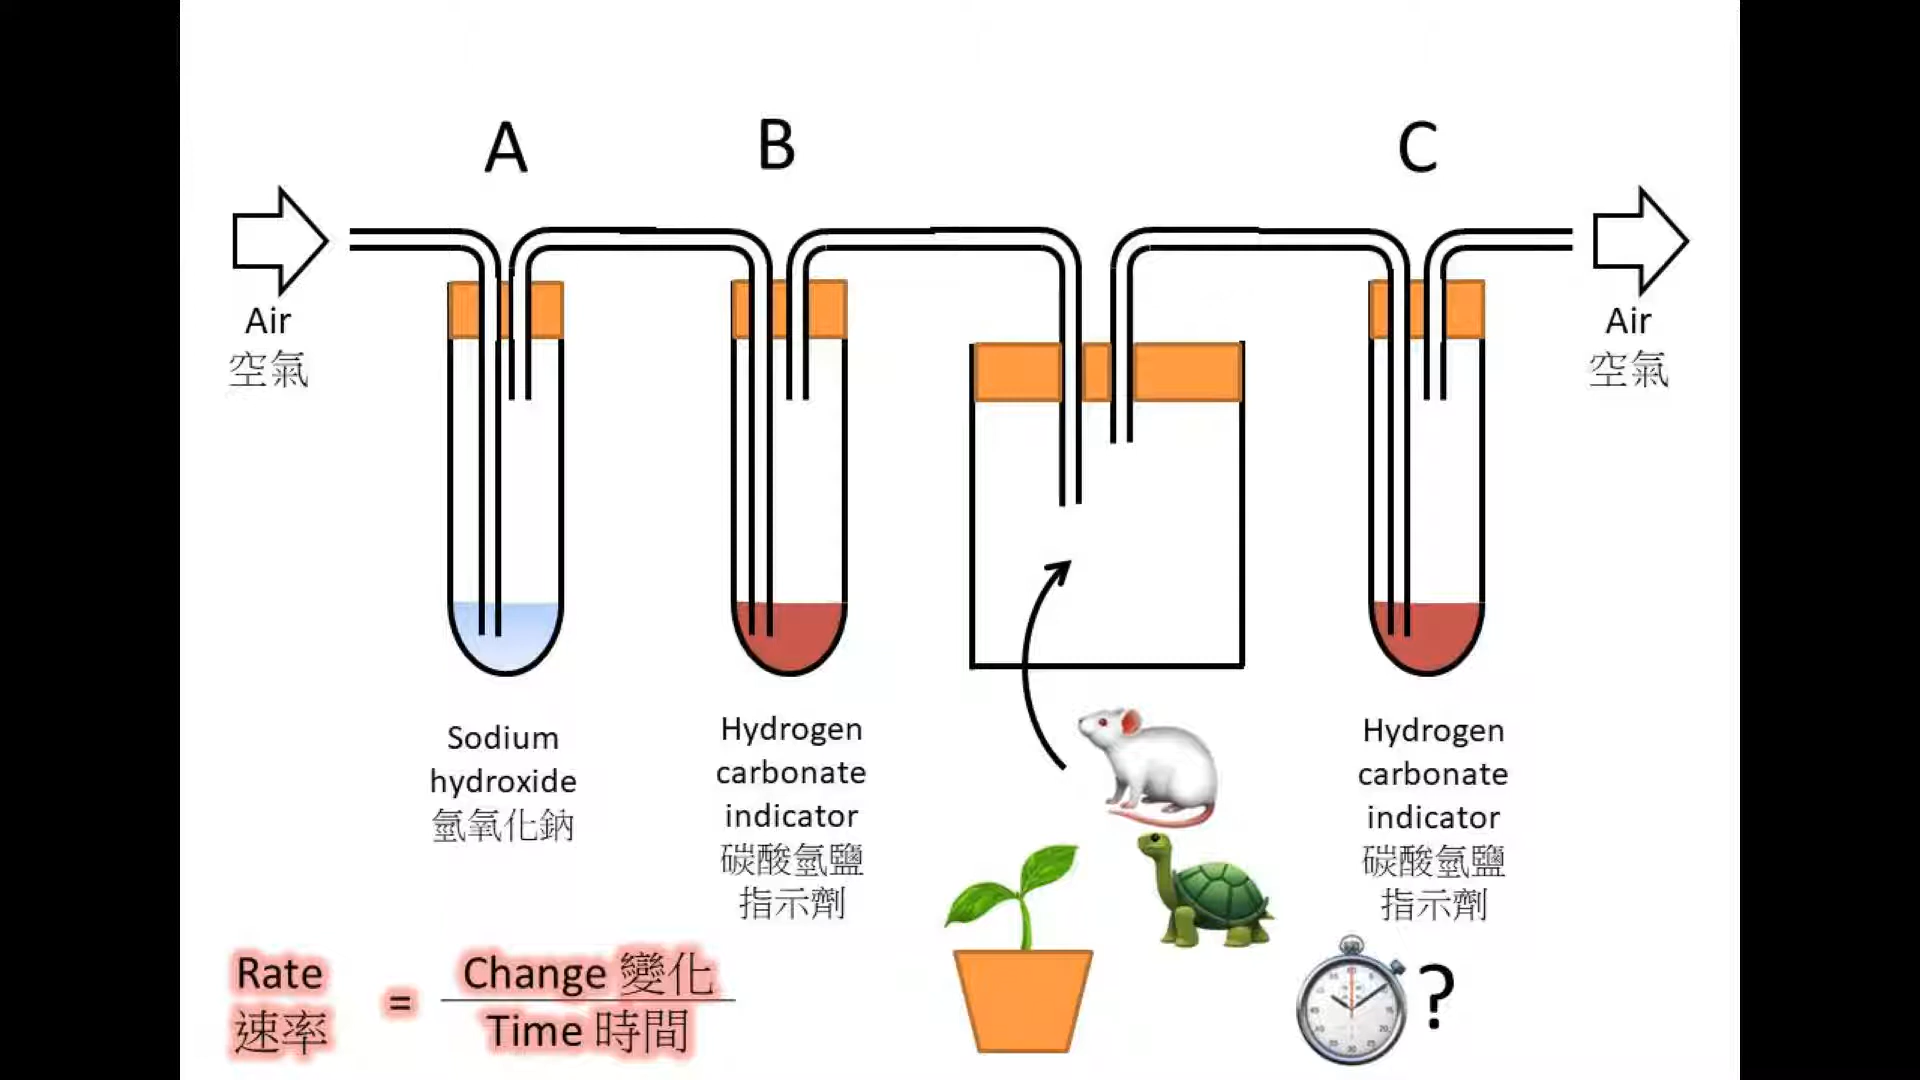 A
B
C
Air
空氣
Air
空氣
Sodium
hydroxide
氫氧化鈉
Hydrogen
carbonate
indicator
碳酸氫鹽
指示劑
Hydrogen
carbonate
indicator
碳酸氫鹽
指示劑
Rate
速率
=
Change 變化
Time 時間
?